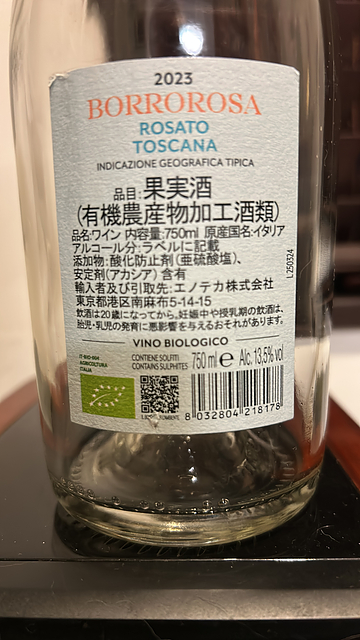 2023
BORROROSA
ROSATO
TOSCANA
INDICAZIONE GEOGRAFICA TIPICA
品目:果実酒
(有機農産物加工酒類)
品名:ワイン 内容量:750ml 原産国名:イタリア
アルコール分:ラベルに記載
添加物:酸化防止剤(亜硫酸塩)、
安定剤(アカシア)含有
輸入者及び引取先:エノテカ株式会社
東京都港区南麻布5-14-15
飲酒は20歳になってから。妊娠中や授乳期の飲酒は、
胎児・乳児の発育に悪影響を与えるおそれがあります。
L 250324
VINO BIOLOGICO
IT-BIO-004
AGRICOLTURA
ITALIA
CONTIENE SOLFITI
CONTAINS SULPHITES
750 ml e Alc. 13,5% vol
8 032804 218178